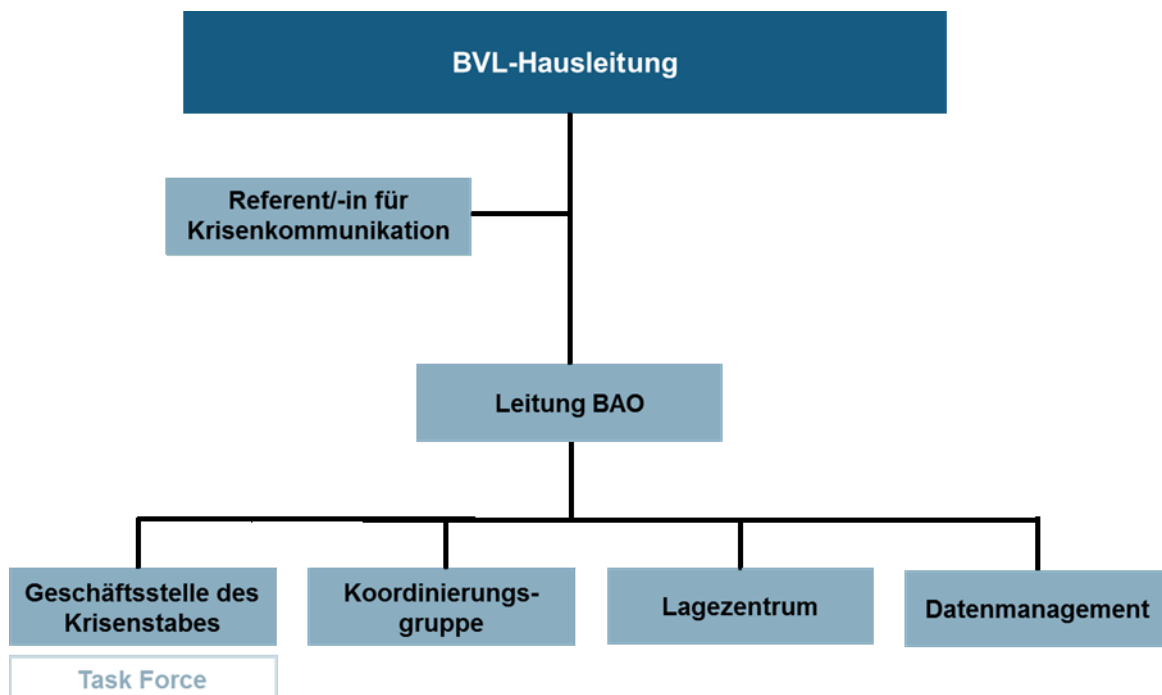 BVL-Hausleitung
Referent/-in für
Krisenkommunikation
Leitung BAO
Geschäftsstelle des
Krisenstabes
Koordinierungs-
gruppe
Lagezentrum
Datenmanagement
Task Force